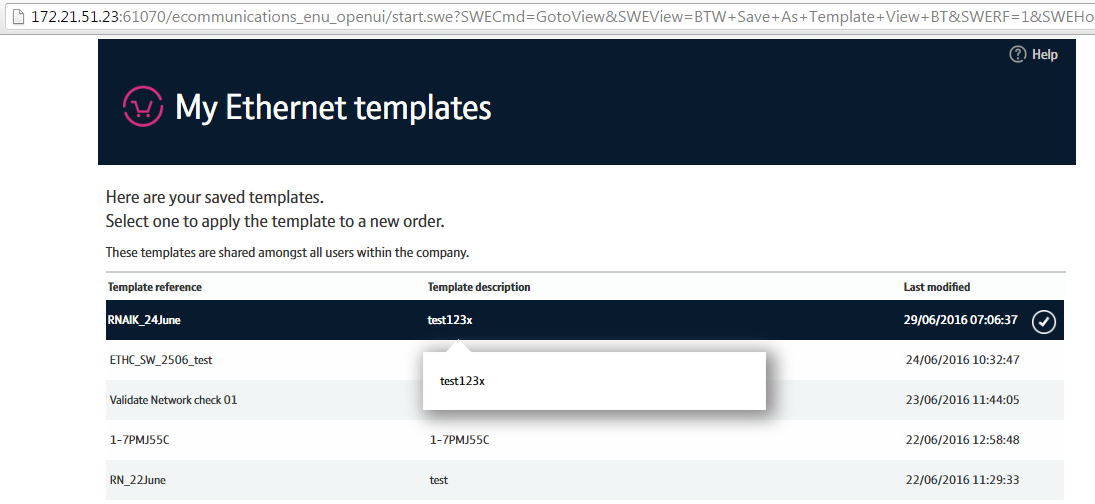 172.21.51.23:61070/ecommunications_enu_openui/start.swe?SWECmd=GotoView&SWEView=BTW+Save+As+Template+View+BT&SWERF=1&SWEHo
Help
My Ethernet templates
Here are your saved templates.
Select one to apply the template to a new order.
These templates are shared amongst all users within the company.
Template reference Template description Last modified
RNAIK_24June test123x 29/06/2016 07:06:37
ETHC_SW_2506_test 24/06/2016 10:32:47
test123x
Validate Network check 01 23/06/2016 11:44:05
1-7PMJ55C 1-7PMJ55C 22/06/2016 12:58:48
RN_22June test 22/06/2016 11:29:33